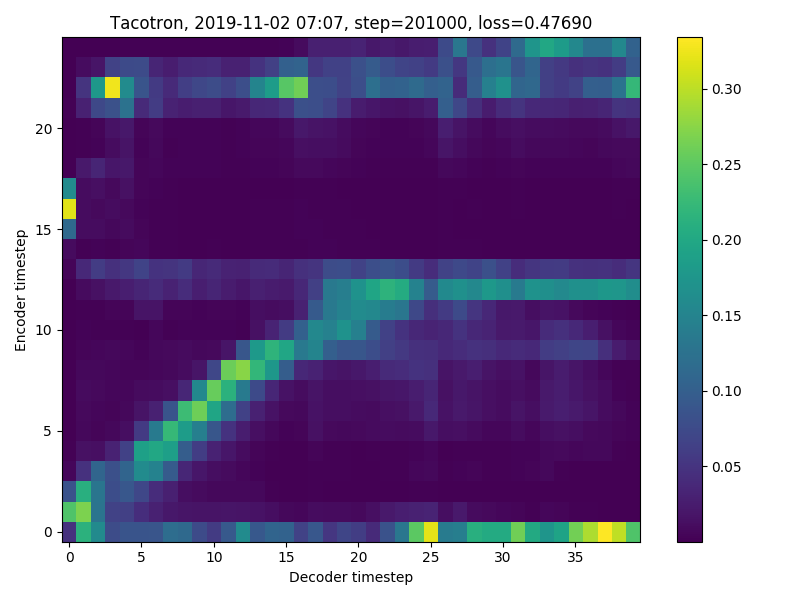 Tacotron, 2019-11-02 07:07, step=201000, loss=0.47690
Encoder timestep
20
15
10
5
0
0 5 10 15 20 25 30 35
Decoder timestep
0.30
0.25
0.20
0.15
0.10
0.05